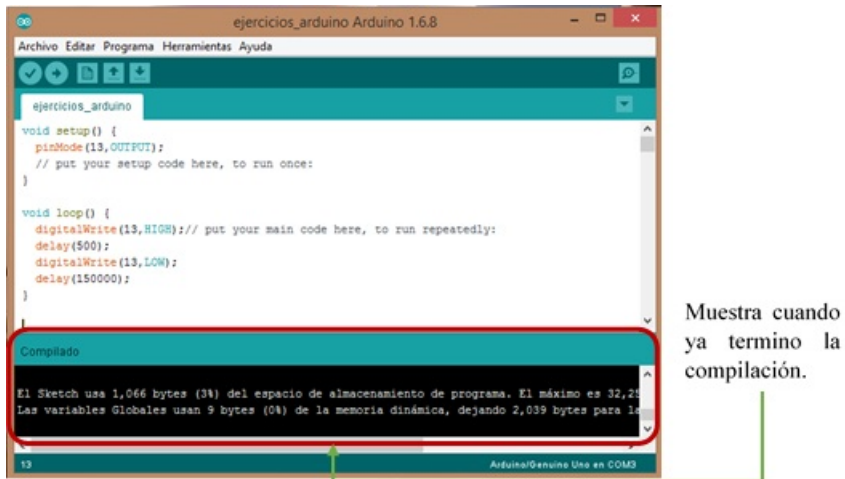 ejercicios_arduino Arduino 1.6.8
Archivo Editar Programa Herramientas Ayuda
ejercicios_arduino
void setup() {
pinMode(13,OUTPUT);
// put your setup code here, to run once:
}
void loop() {
digitalWrite(13,HIGH);// put your main code here, to run repeatedly:
delay(500);
digitalWrite(13,LOW);
delay(150000);
}
Compilado
El Sketch usa 1,066 bytes (3%) del espacio de almacenamiento de programa. El máximo es 32,25
Las variables Globales usan 9 bytes (0%) de la memoria dinámica, dejando 2,039 bytes para la
13
Arduino/Genuino Uno en COM3
Muestra cuando
ya termino la
compilación.